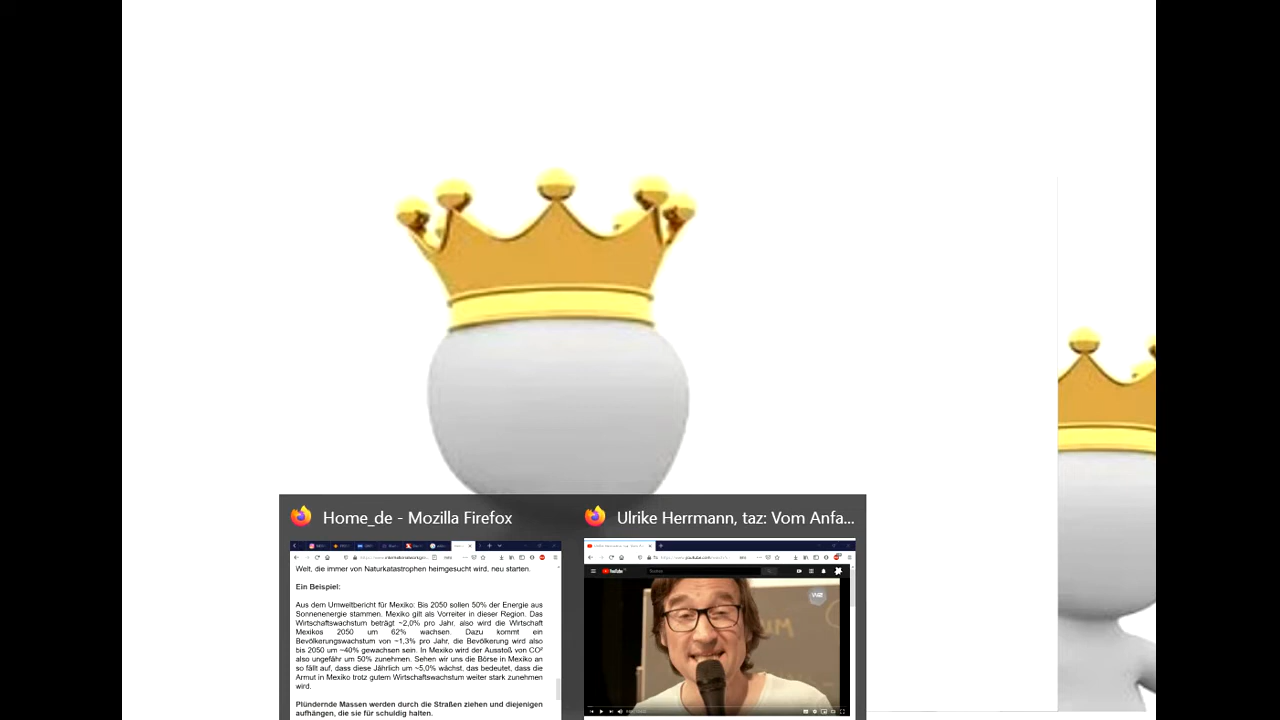 Home_de - Mozilla Firefox
Ulrike Herrmann, taz: Vom Anfa...
Welt, die immer von Naturkatastrophen heimgesucht wird, neu starten.
Ein Beispiel:
Aus dem Umweltbericht für Mexiko: Bis 2050 sollen 50% der Energie aus
Sonnenenergie stammen. Mexiko gilt als Vorreiter in dieser Region. Das
Wirtschaftswachstum beträgt ~2,0% pro Jahr, also wird die Wirtschaft
Mexikos 2050 um 62% wachsen. Dazu kommt ein
Bevölkerungswachstum von ~1,3% pro Jahr, die Bevölkerung wird also
bis 2050 um ~40% gewachsen sein. In Mexiko wird der Ausstoß von CO²
also ungefähr um 50% zunehmen. Sehen wir uns die Börse in Mexiko an
so fällt auf, dass diese Jährlich um ~5,0% wächst, das bedeutet, dass die
Armut in Mexiko trotz gutem Wirtschaftswachstum weiter stark zunehmen
wird.
Plündernde Massen werden durch die Straßen ziehen und diejenigen
aufhängen, die sie für schuldig halten.
YouTube
Suchen